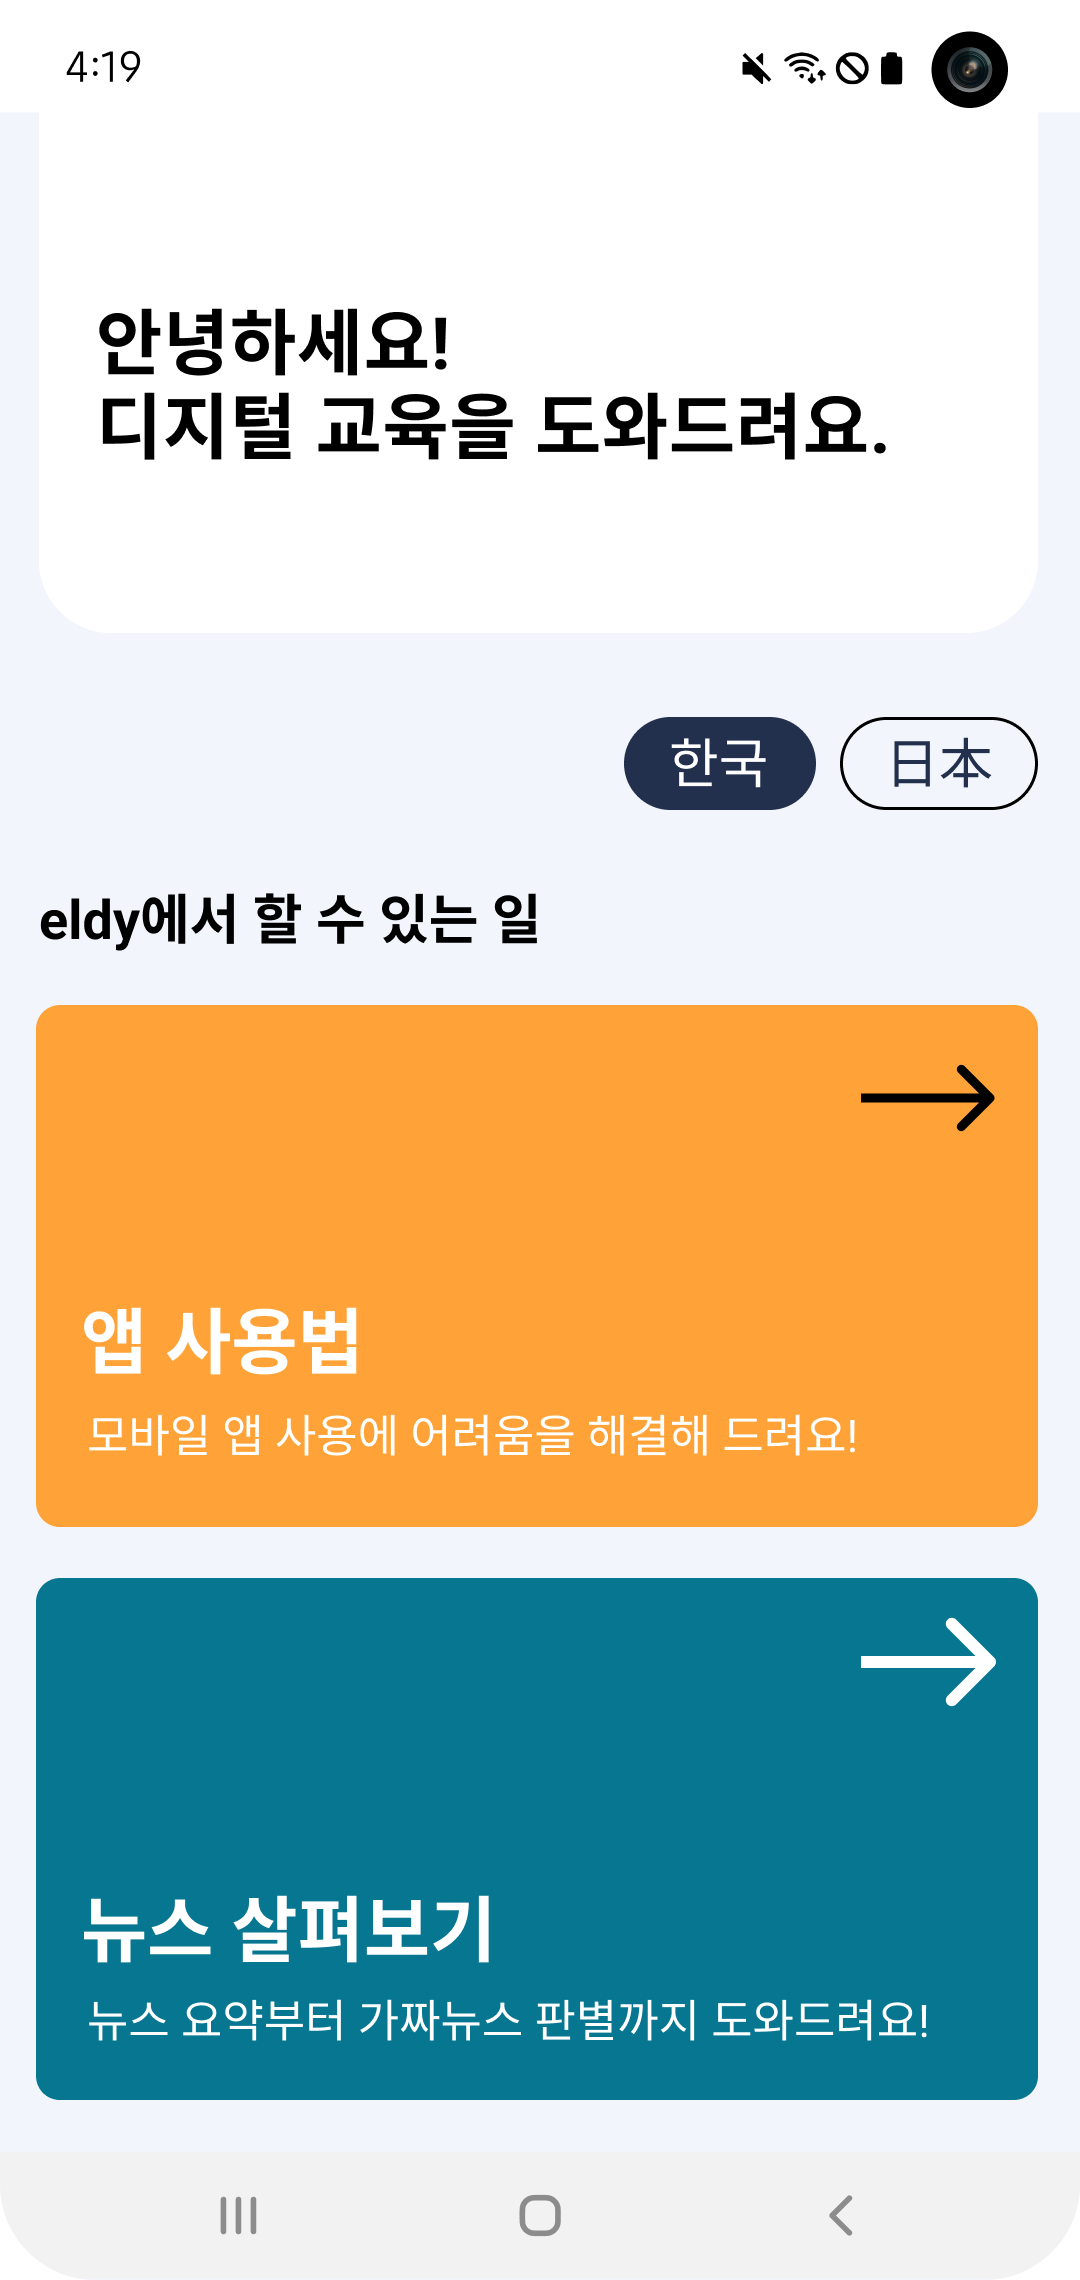 4:19
안녕하세요!
디지털 교육을 도와드려요.
한국
日本
eldy에서 할 수 있는 일
앱 사용법
모바일 앱 사용에 어려움을 해결해 드려요!
뉴스 살펴보기
뉴스 요약부터 가짜뉴스 판별까지 도와드려요!